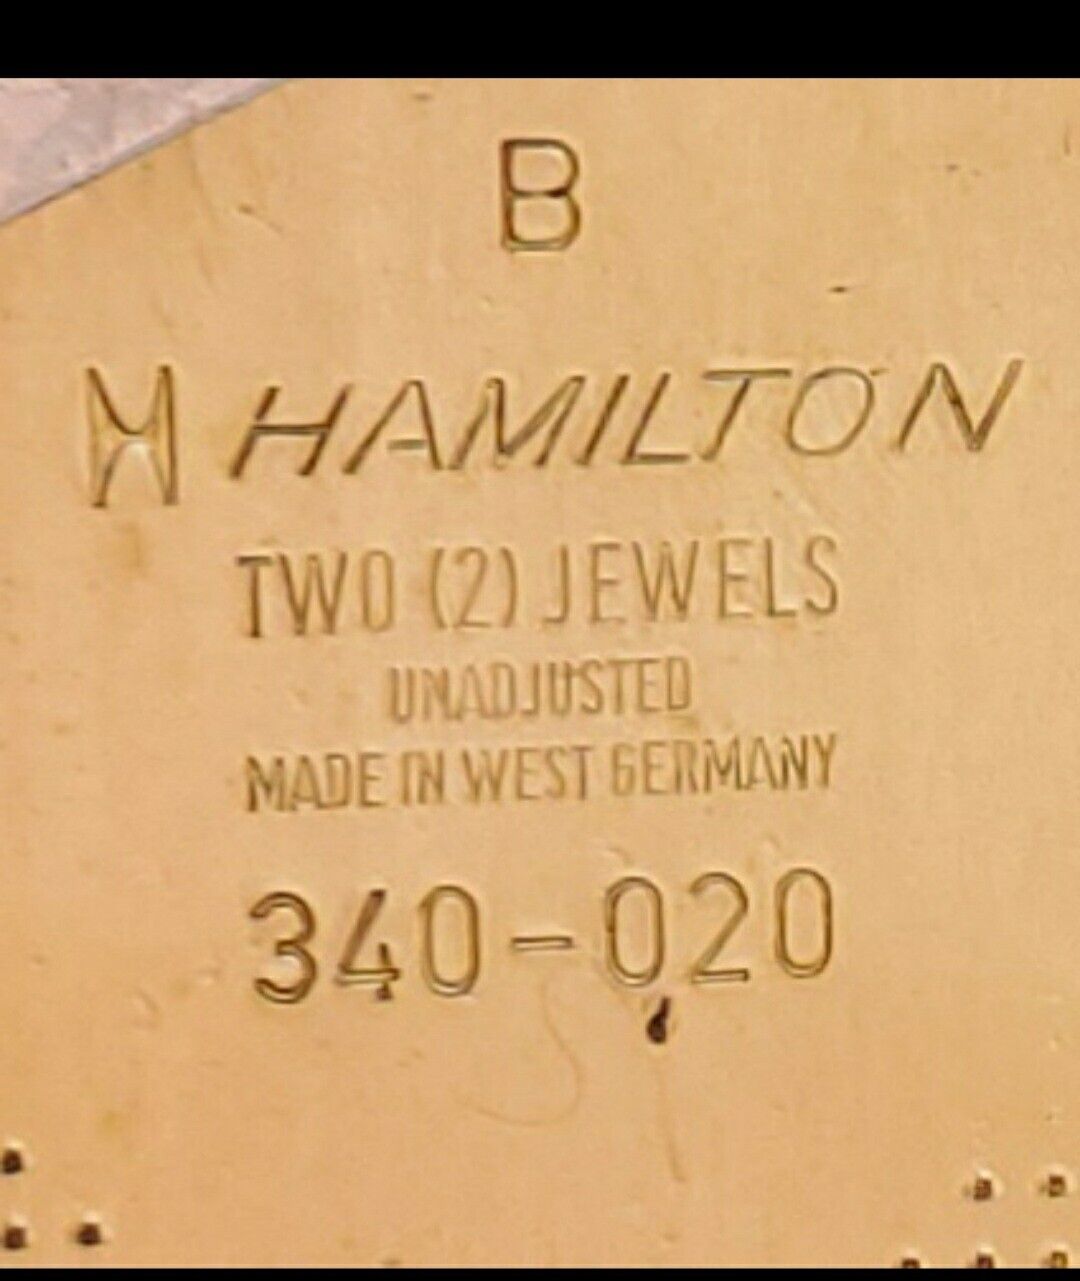 B
HAMILTON
TWO (2) JEWELS
UNADJUSTED
MADE IN WEST GERMANY
340-020